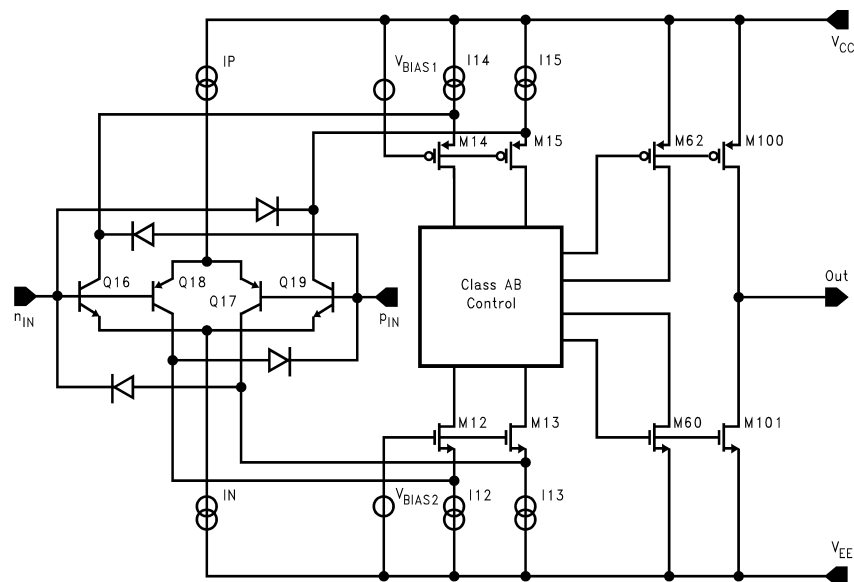 IP
VBIAS1
I14
I15
VCC
M14
M15
M62
M100
Q16
Q18
Q17
Q19
nIN
pIN
Class AB
Control
Out
M12
M13
M60
M101
IN
VBIAS2
I12
I13
VEE